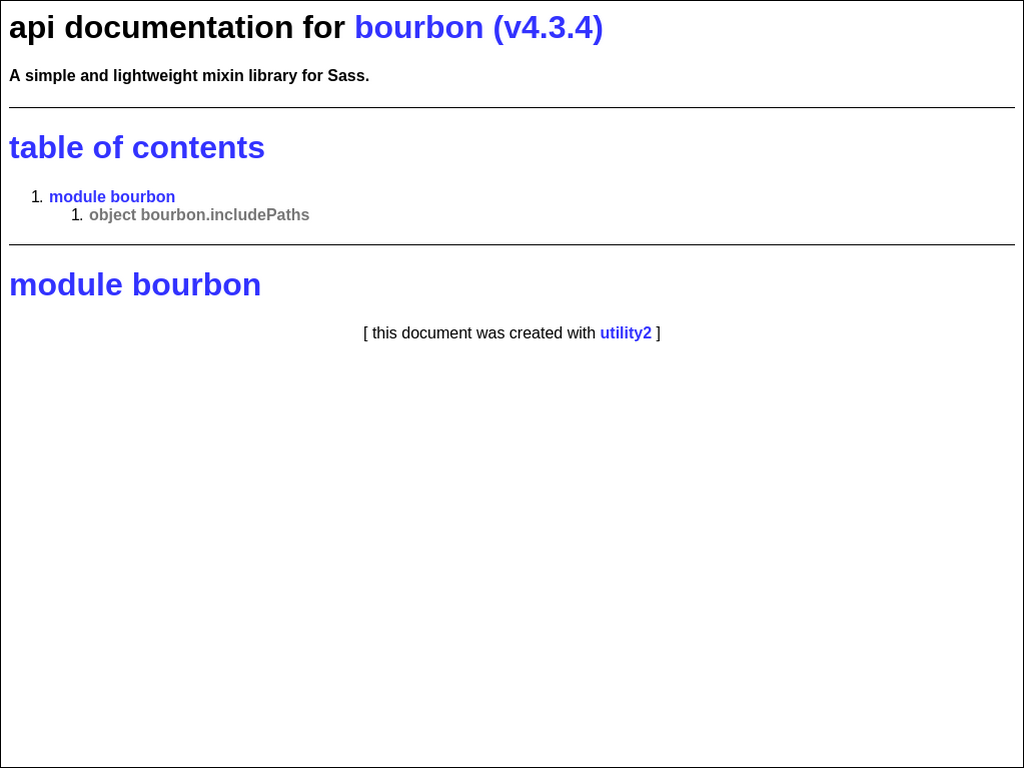 api documentation for bourbon (v4.3.4)
A simple and lightweight mixin library for Sass.
table of contents
1. module bourbon
1. object bourbon.includePaths
module bourbon
[ this document was created with utility2 ]